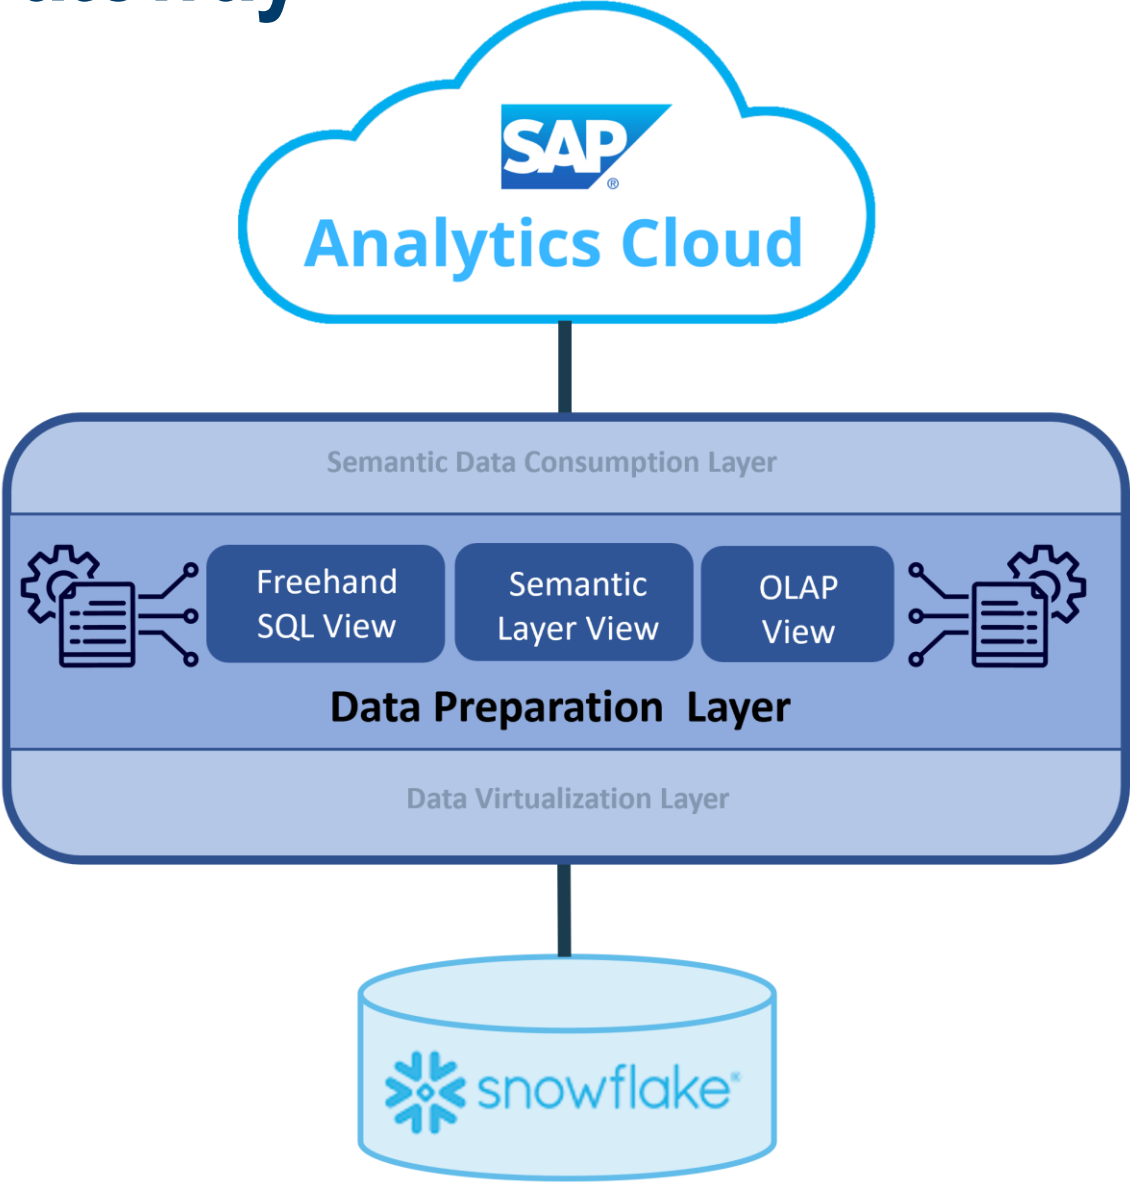 SAP®
Analytics Cloud
Semantic Data Consumption Layer
Freehand
SQL View
Semantic
Layer View
OLAP
View
Data Preparation Layer
Data Virtualization Layer
snowflake®